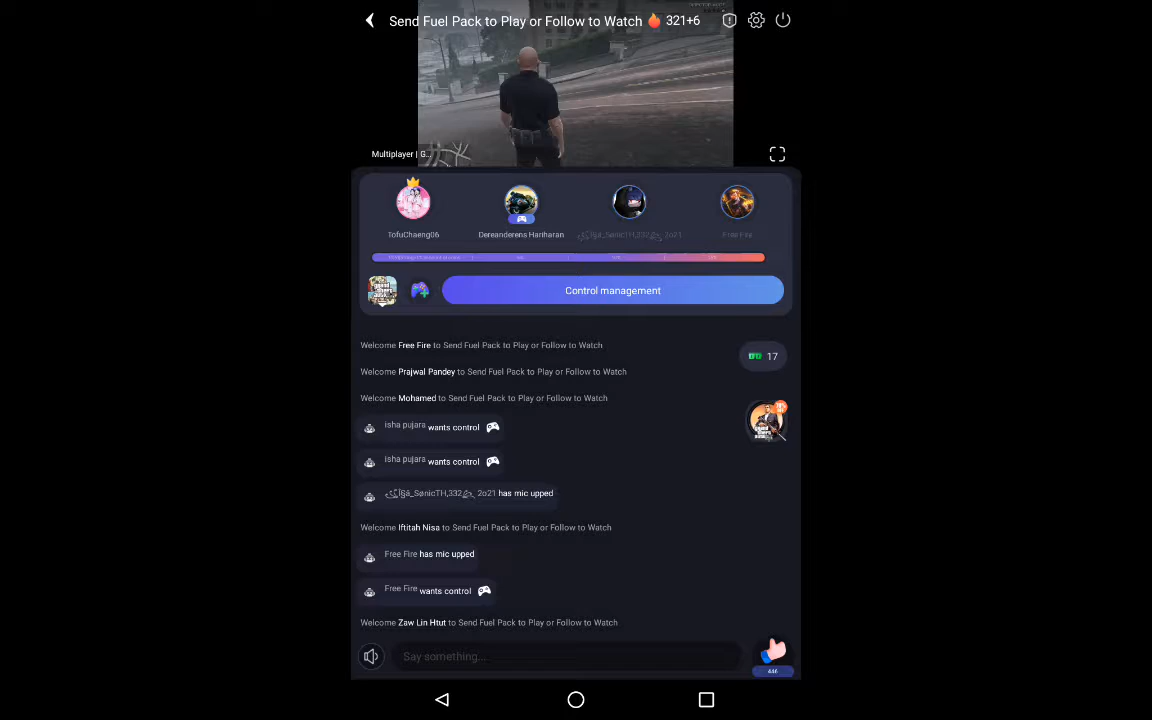 Send Fuel Pack to Play or Follow to Watch 321+6
Multiplayer | G...
TofuChaeng06
Dereanderens Hariharan
Free Fire
Control management
Welcome Free Fire to Send Fuel Pack to Play or Follow to Watch
17
Welcome Prajwal Pandey to Send Fuel Pack to Play or Follow to Watch
Welcome Mohamed to Send Fuel Pack to Play or Follow to Watch
isha pujara wants control
isha pujara wants control
2o21 has mic upped
Welcome Iftitah Nisa to Send Fuel Pack to Play or Follow to Watch
Free Fire has mic upped
Free Fire wants control
Welcome Zaw Lin Htut to Send Fuel Pack to Play or Follow to Watch
Say something...
446